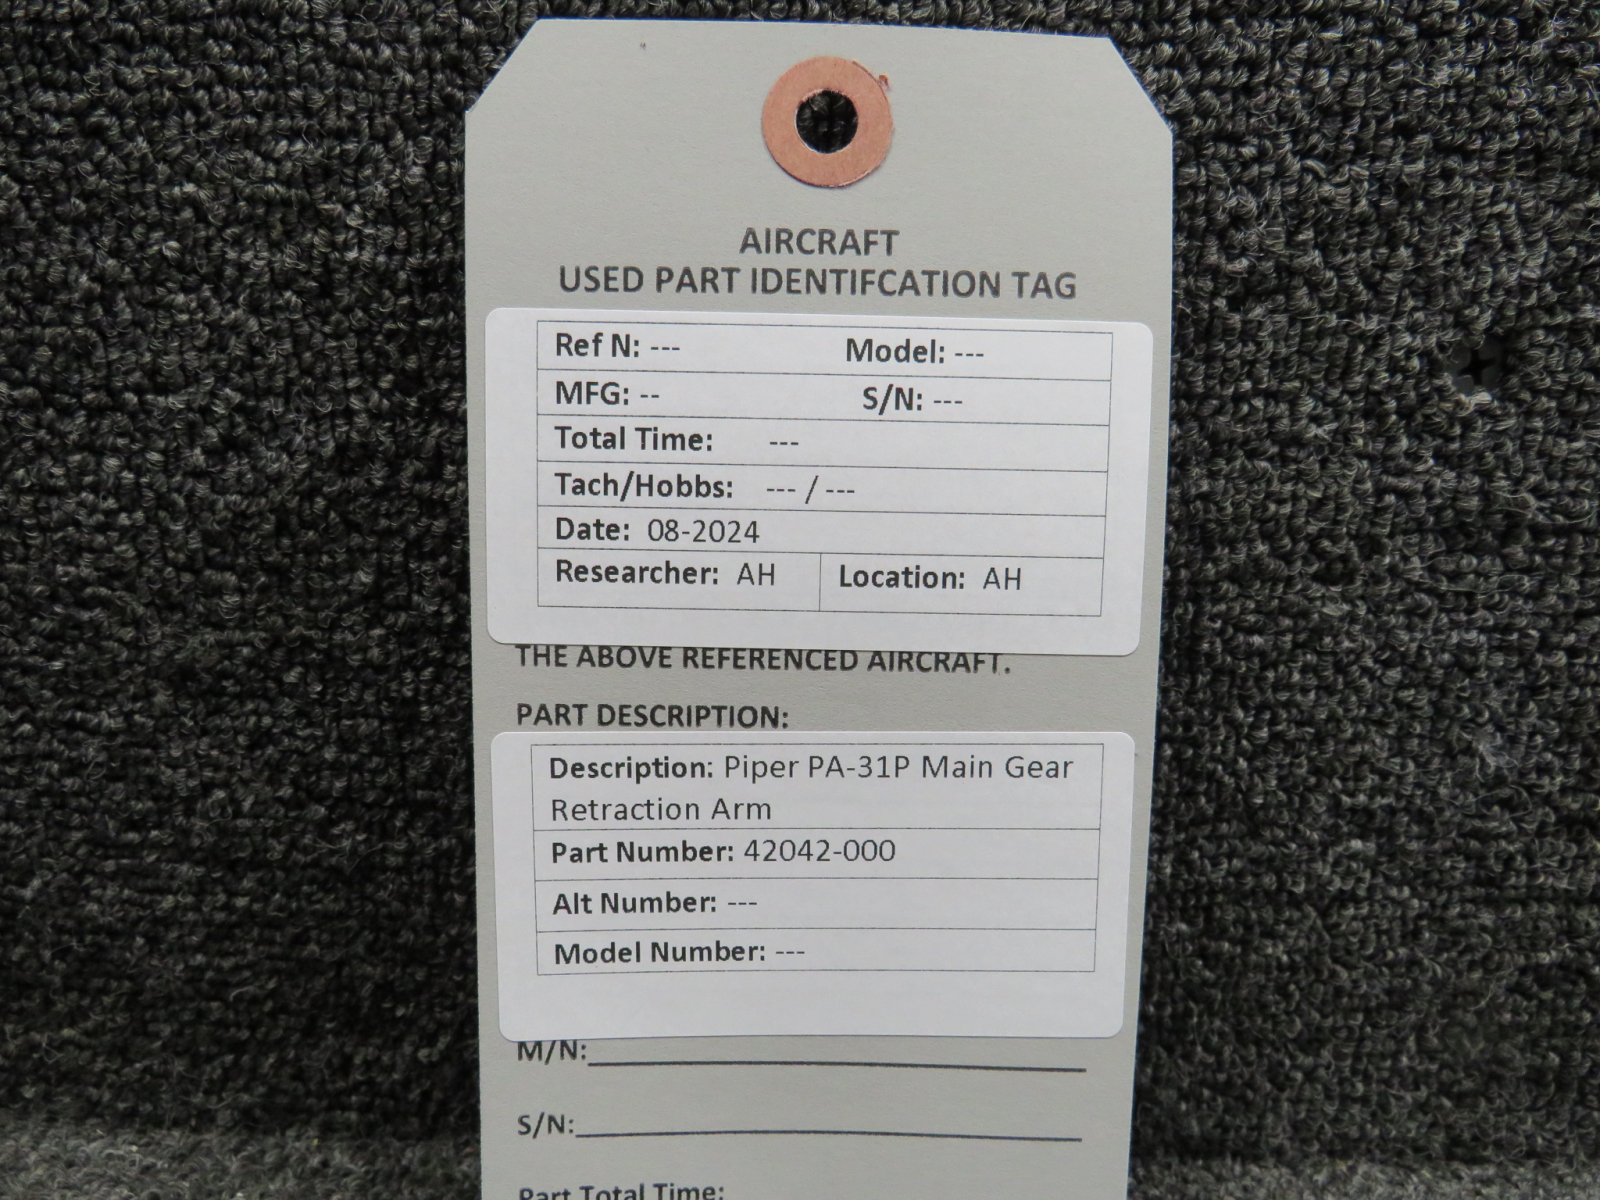 AIRCRAFT
USED PART IDENTIFCATION TAG
Ref N: --- Model: ---
MFG: -- S/N: ---
Total Time: ---
Tach/Hobbs: --- / ---
Date: 08-2024
Researcher: AH Location: AH
THE ABOVE REFERENCED AIRCRAFT.
PART DESCRIPTION:
Description: Piper PA-31P Main Gear
Retraction Arm
Part Number: 42042-000
Alt Number: ---
Model Number: ---
M/N:
S/N:
Part Total Time: